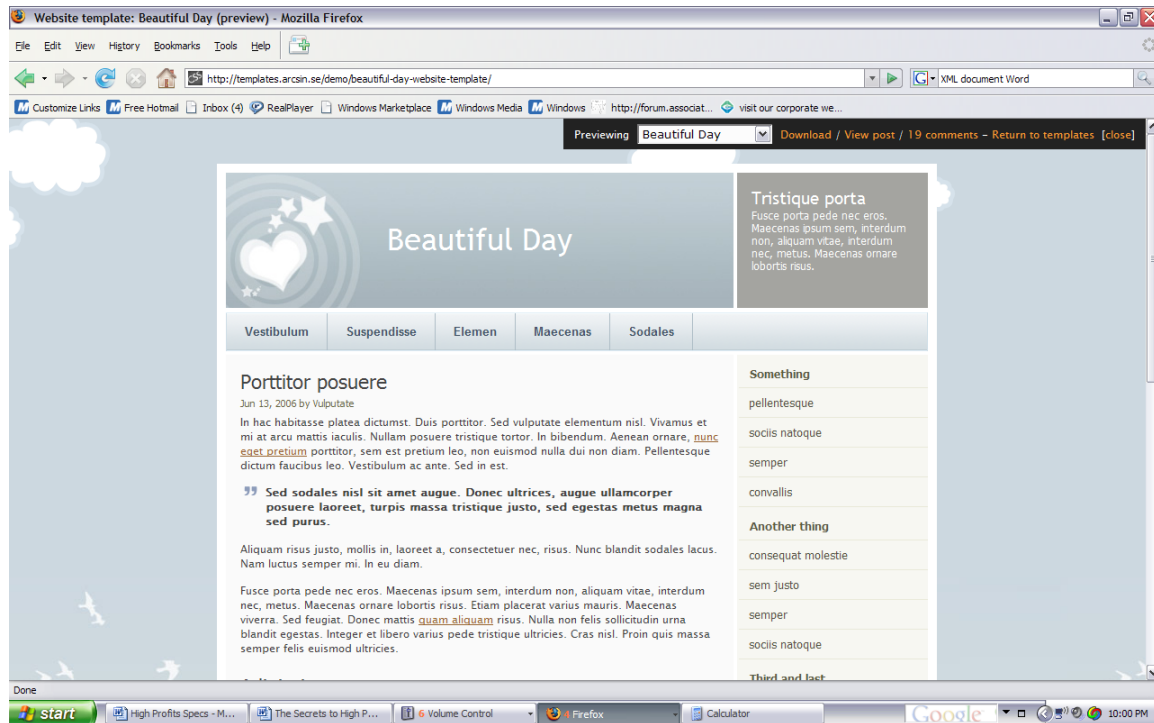 Website template: Beautiful Day (preview) - Mozilla Firefox
File Edit View History Bookmarks Tools Help
http://templates.arcsin.se/demo/beautiful-day-website-template/ XML document Word
Customize Links Free Hotmail Inbox (4) RealPlayer Windows Marketplace Windows Media Windows http://forum.associat... visit our corporate we...
Previewing Beautiful Day Download / View post / 19 comments – Return to templates [close]
Beautiful Day
Tristique porta
Fusce porta pede nec eros.
Maecenas ipsum sem, interdum
non, aliquam vitae, interdum
nec, metus. Maecenas ornare
lobortis risus.
Vestibulum Suspendisse Elemen Maecenas Sodales
Porttitor posuere
Jun 13, 2006 by Vulputate
In hac habitasse platea dictumst. Duis porttitor. Sed vulputate elementum nisl. Vivamus et
mi at arcu mattis iaculis. Nullam posuere tristique tortor. In bibendum. Aenean ornare, nunc
eget pretium porttitor, sem est pretium leo, non euismod nulla dui non diam. Pellentesque
dictum faucibus leo. Vestibulum ac ante. Sed in est.
Sed sodales nisl sit amet augue. Donec ultrices, augue ullamcorper
posuere laoreet, turpis massa tristique justo, sed egestas metus magna
sed purus.
Aliquam risus justo, mollis in, laoreet a, consectetuer nec, risus. Nunc blandit sodales lacus.
Nam luctus semper mi. In eu diam.
Fusce porta pede nec eros. Maecenas ipsum sem, interdum non, aliquam vitae, interdum
nec, metus. Maecenas ornare lobortis risus. Etiam placerat varius mauris. Maecenas
viverra. Sed feugiat. Donec mattis quam aliquam risus. Nulla non felis sollicitudin urna
blandit egestas. Integer et libero varius pede tristique ultricies. Cras nisl. Proin quis massa
semper felis euismod ultricies.
Something
pellentesque
sociis natoque
semper
convallis
Another thing
consequat molestie
sem justo
semper
sociis natoque
Third and last
Done
start High Profits Specs - M... The Secrets to High P... 6 Volume Control Firefox Calculator Google 10:00 PM